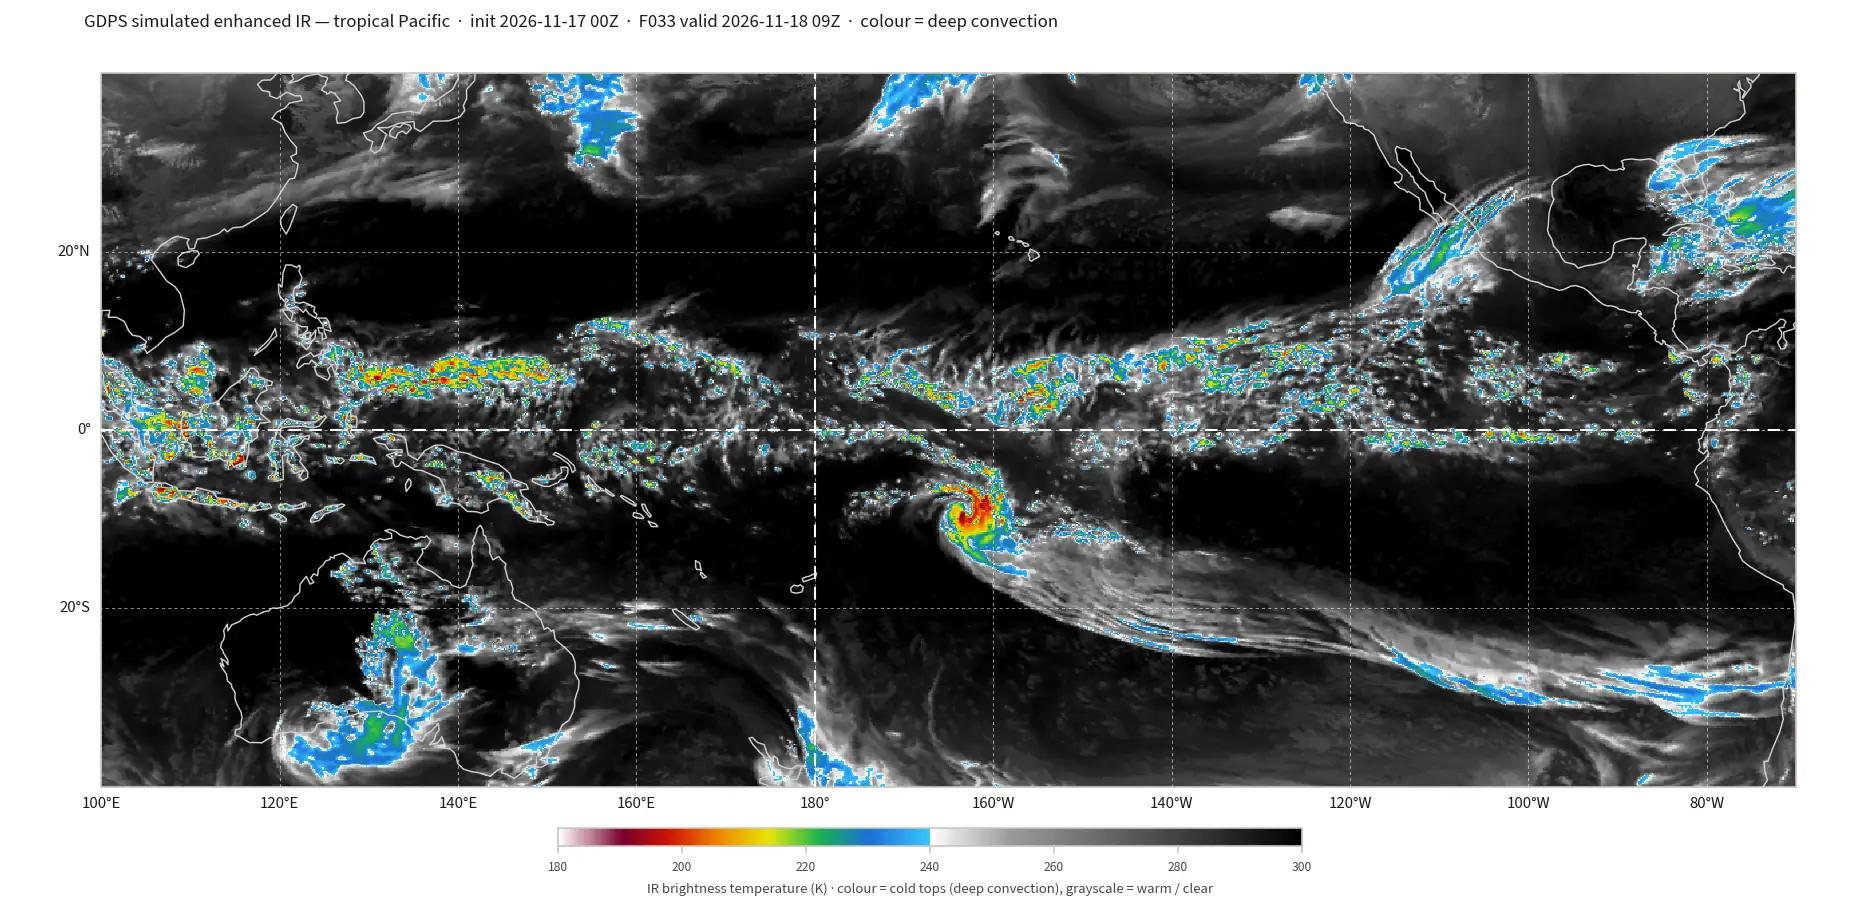 GDPS simulated enhanced IR — tropical Pacific · init 2026-11-17 00Z · F033 valid 2026-11-18 09Z · colour = deep convection
20°N
0°
20°S
100°E 120°E 140°E 160°E 180° 160°W 140°W 120°W 100°W 80°W
180 200 220 240 260 280 300
IR brightness temperature (K) · colour = cold tops (deep convection), grayscale = warm / clear